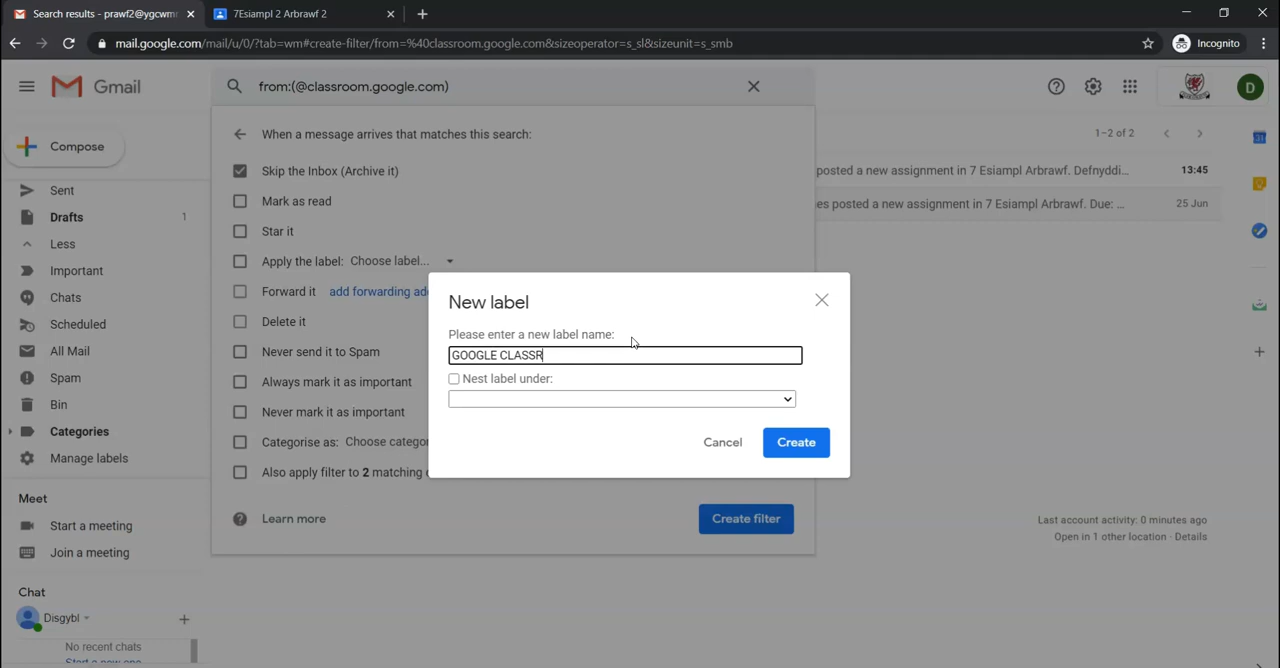 Search results - prawf2@ygcwm
7Esiampl 2 Arbrawf 2
mail.google.com/mail/u/0/?tab=wm#create-filter/from=%40classroom.google.com&sizeoperator=s_sl&sizeunit=s_smb
Incognito
Gmail
from:(@classroom.google.com)
D
Compose
Sent
Drafts 1
Less
Important
Chats
Scheduled
All Mail
Spam
Bin
Categories
Manage labels
Meet
Start a meeting
Join a meeting
Chat
Disgybl
No recent chats
Start a new one
When a message arrives that matches this search:
Skip the Inbox (Archive it)
Mark as read
Star it
Apply the label: Choose label...
Forward it add forwarding add
Delete it
Never send it to Spam
Always mark it as important
Never mark it as important
Categorise as: Choose categor
Also apply filter to 2 matching
Learn more
Create filter
New label
Please enter a new label name:
GOOGLE CLASSR
Nest label under:
Cancel
Create
1–2 of 2
posted a new assignment in 7 Esiampl Arbrawf. Defnyddi... 13:45
es posted a new assignment in 7 Esiampl Arbrawf. Due: ... 25 Jun
31
Last account activity: 0 minutes ago
Open in 1 other location · Details